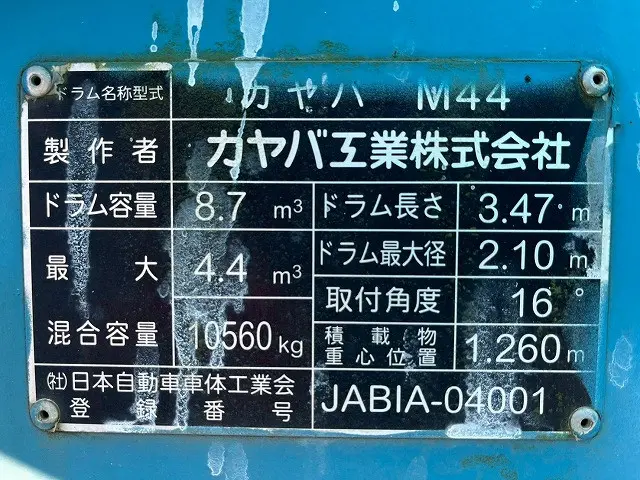 ドラム名称型式 カヤバ M44
製作者 カヤバ工業株式会社
ドラム容量 8.7 m³ ドラム長さ 3.47 m
最大 4.4 m³ ドラム最大径 2.10 m
取付角度 16°
混合容量 10560kg 積載物重心位置 1.260m
(社)日本自動車車体工業会
登録番号 JABIA-04001